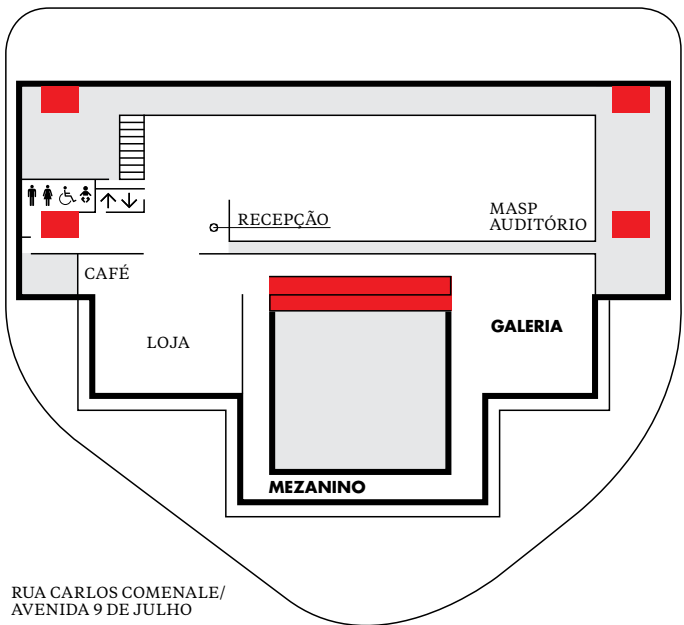 RECEPÇÃO
MASP
AUDITÓRIO
CAFÉ
GALERIA
LOJA
MEZANINO
RUA CARLOS COMENALE/
AVENIDA 9 DE JULHO